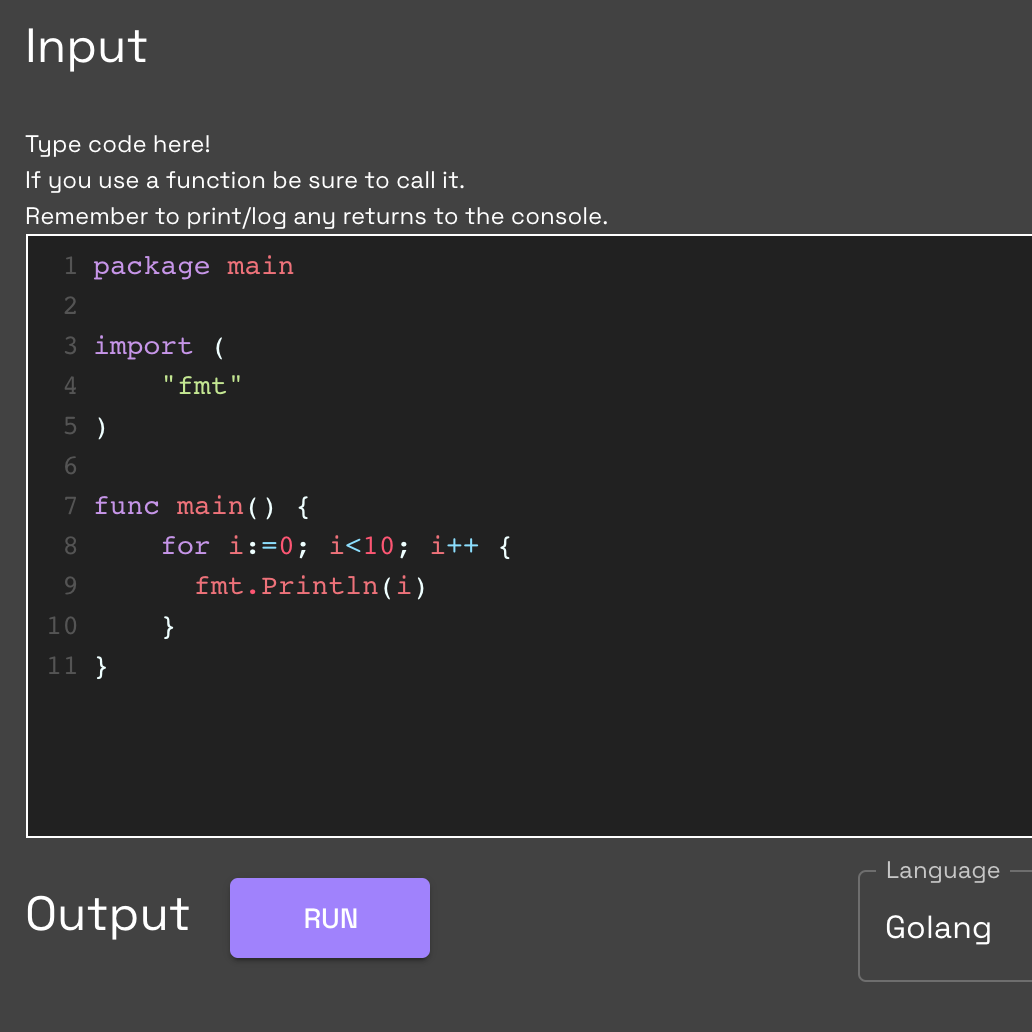 Input
Type code here!
If you use a function be sure to call it.
Remember to print/log any returns to the console.
1 package main
2
3 import (
4     "fmt"
5 )
6
7 func main() {
8     for i:=0; i<10; i++ {
9       fmt.Println(i)
10     }
11 }
Output
RUN
Language
Golang